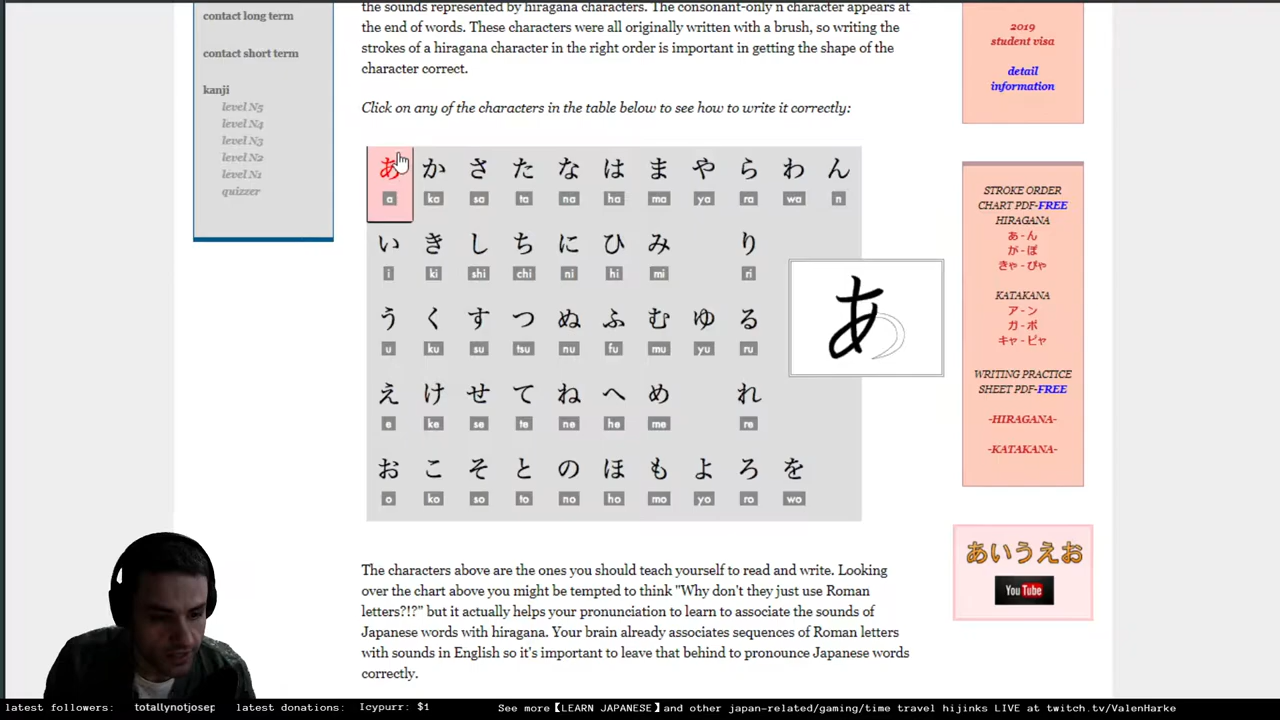 the sounds represented by hiragana characters. The consonant-only n character appears at
the end of words. These characters were all originally written with a brush, so writing the
strokes of a hiragana character in the right order is important in getting the shape of the
character correct.
Click on any of the characters in the table below to see how to write it correctly:
contact long term
contact short term
kanji
level N5
level N4
level N3
level N2
level N1
quizzer
あ か さ た な は ま や ら わ ん
a ka sa ta na ha ma ya ra wa n
い き し ち に ひ み り
i ki shi chi ni hi mi ri
う く す つ ぬ ふ む ゆ る
u ku su tsu nu fu mu yu ru
え け せ て ね へ め れ
e ke se te ne he me re
お こ そ と の ほ も よ ろ を
o ko so to no ho mo yo ro wo
あ
2019
student visa
detail
information
STROKE ORDER
CHART PDF-FREE
HIRAGANA
あ - ん
が - ぽ
きゃ - ぴゃ
KATAKANA
ア - ン
ガ - ポ
キャ - ピャ
WRITING PRACTICE
SHEET PDF-FREE
-HIRAGANA-
-KATAKANA-
あいうえお
YouTube
The characters above are the ones you should teach yourself to read and write. Looking
over the chart above you might be tempted to think "Why don't they just use Roman
letters?!?" but it actually helps your pronunciation to learn to associate the sounds of
Japanese words with hiragana. Your brain already associates sequences of Roman letters
with sounds in English so it's important to leave that behind to pronounce Japanese words
correctly.
latest followers: totallynotjosep latest donations: Icypurr: $1 See more【LEARN JAPANESE】and other japan-related/gaming/time travel hijinks LIVE at twitch.tv/ValenHarke